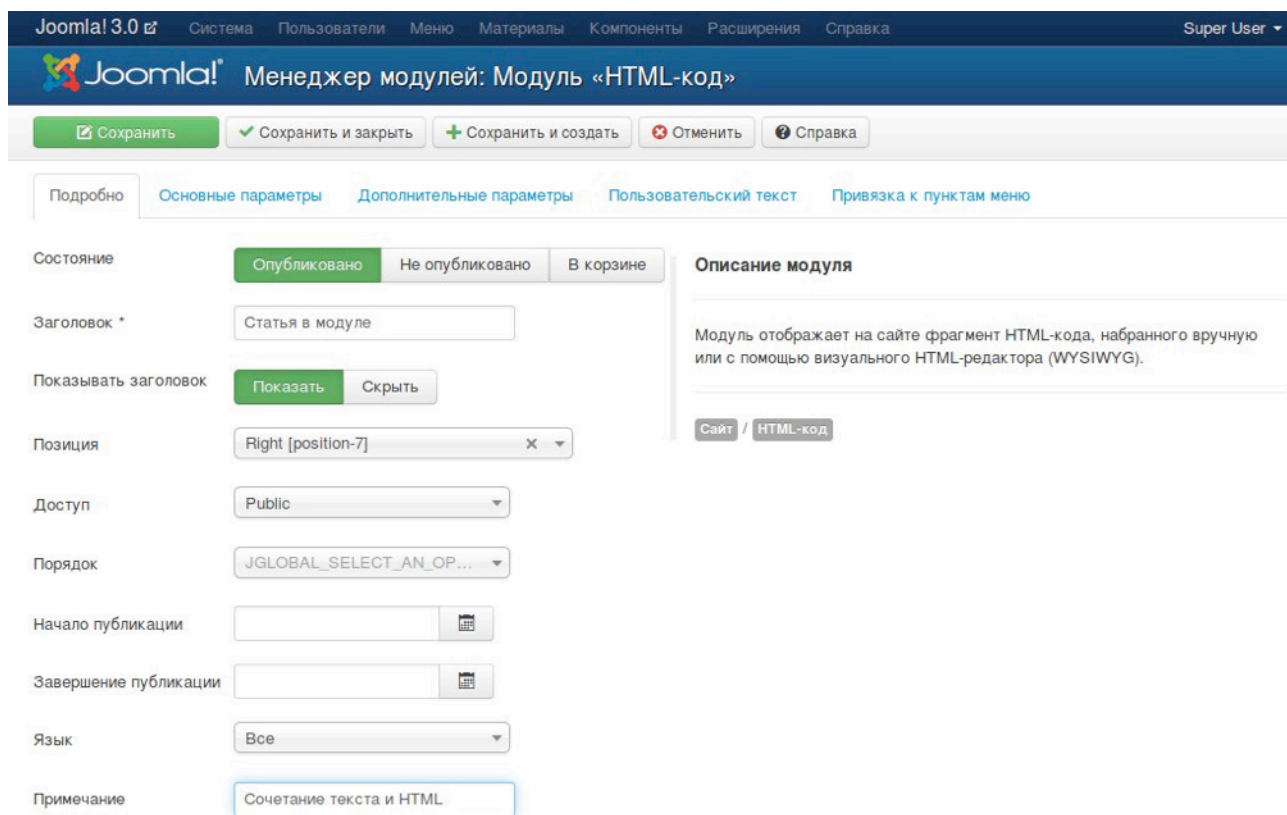 Joomla! 3.0 Система Пользователи Меню Материалы Компоненты Расширения Справка Super User
Joomla! Менеджер модулей: Модуль «HTML-код»
Сохранить Сохранить и закрыть Сохранить и создать Отменить Справка
Подробно Основные параметры Дополнительные параметры Пользовательский текст Привязка к пунктам меню
Состояние Опубликовано Не опубликовано В корзине
Описание модуля
Заголовок * Статья в модуле
Модуль отображает на сайте фрагмент HTML-кода, набранного вручную
или с помощью визуального HTML-редактора (WYSIWYG).
Показывать заголовок Показать Скрыть
Сайт / HTML-код
Позиция Right [position-7]
Доступ Public
Порядок JGLOBAL_SELECT_AN_OP...
Начало публикации
Завершение публикации
Язык Все
Примечание Сочетание текста и HTML